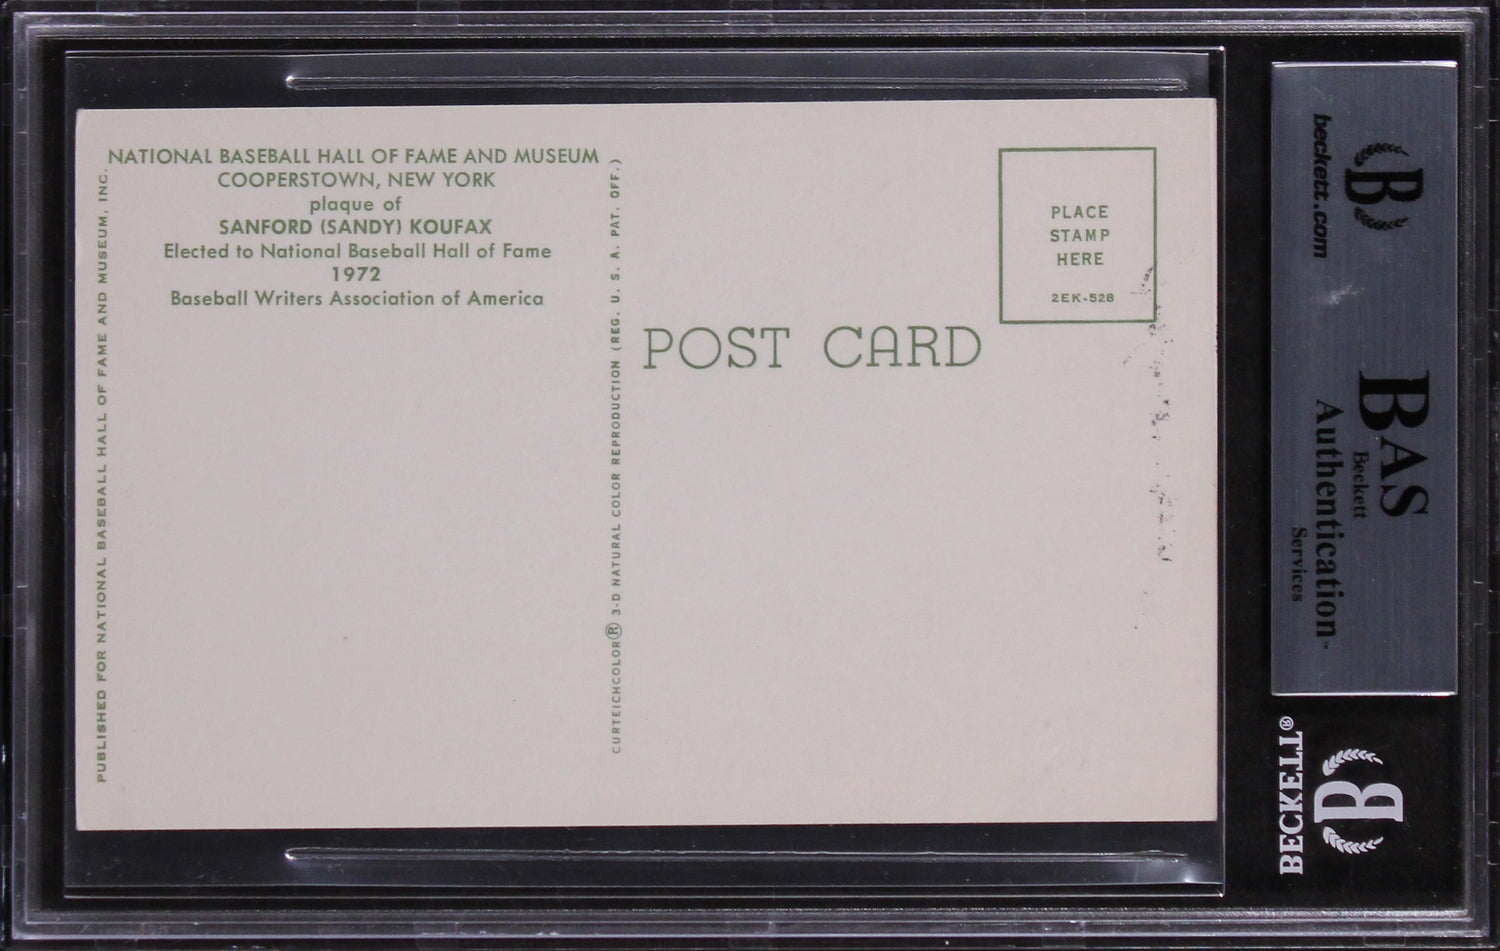 NATIONAL BASEBALL HALL OF FAME AND MUSEUM
COOPERSTOWN, NEW YORK
plaque of
SANFORD (SANDY) KOUFAX
Elected to National Baseball Hall of Fame
1972
Baseball Writers Association of America
PUBLISHED FOR NATIONAL BASEBALL HALL OF FAME AND MUSEUM, INC.
CURTEICHCOLOR® 3-D NATURAL COLOR REPRODUCTION (REG. U. S. A. PAT. OFF.)
POST CARD
PLACE
STAMP
HERE
2EK-528
B
beckett.com
BAS
Beckett
Authentication™
Services
B
BECKETT®